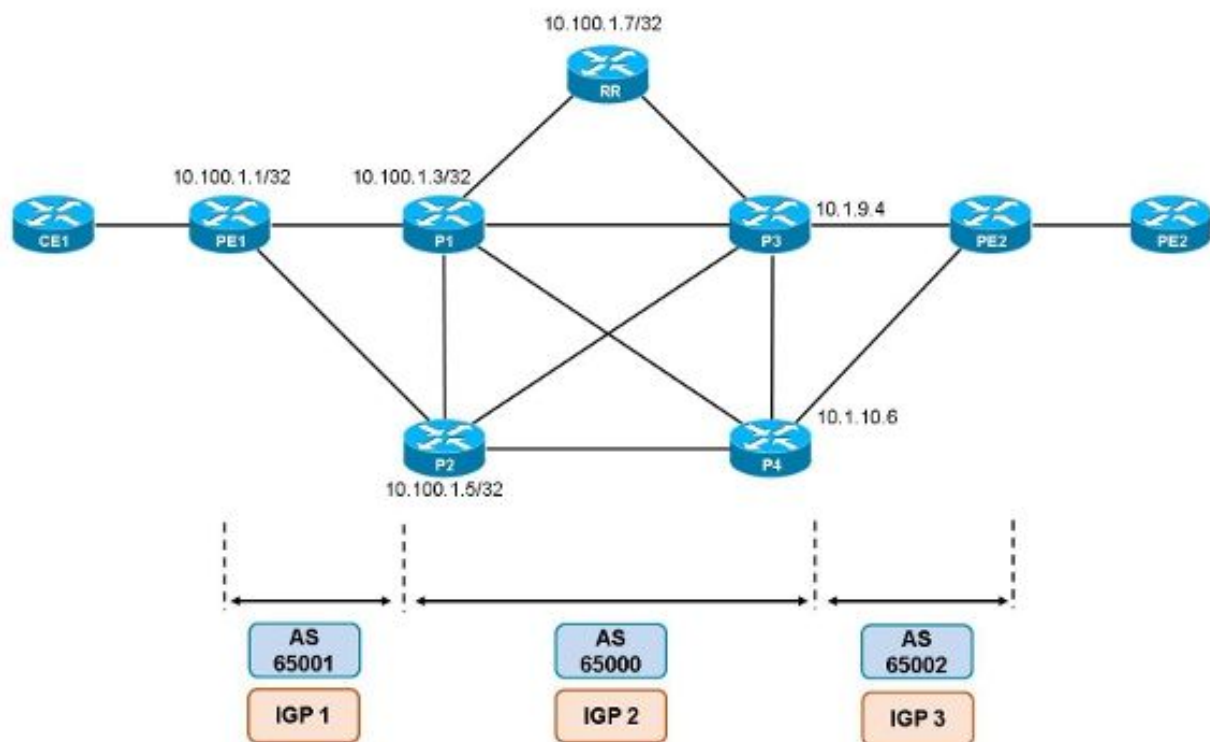 10.100.1.7/32
RR
10.100.1.1/32
10.100.1.3/32
10.1.9.4
CE1
PE1
P1
P3
PE2
PE2
10.1.10.6
P2
P4
10.100.1.5/32
AS
65001
AS
65000
AS
65002
IGP 1
IGP 2
IGP 3